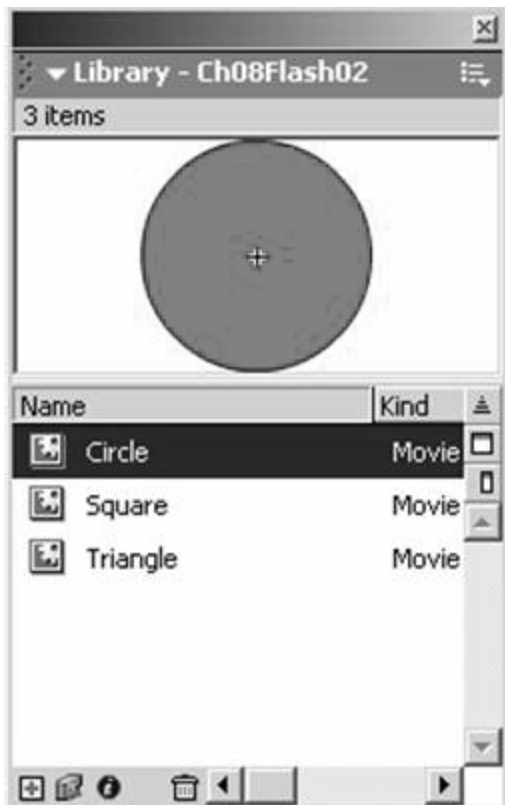 Library - Ch08Flash02
3 items
Name Kind
Circle Movie
Square Movie
Triangle Movie